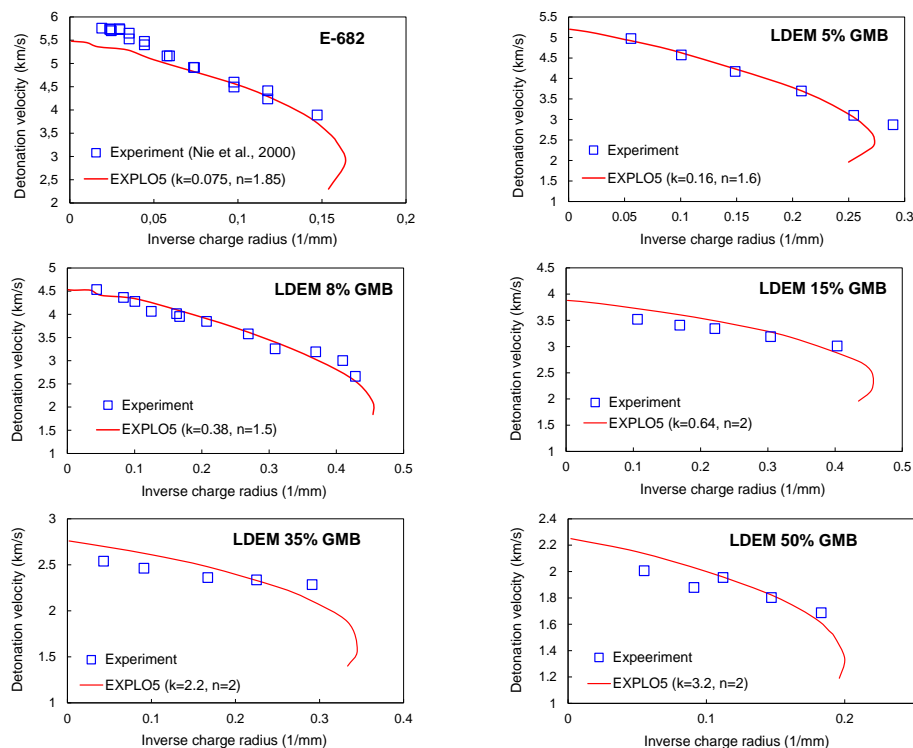 E-682
Detonation velocity (km/s)
6
5,5
5
4,5
4
3,5
3
2,5
2
0
0,05
0,1
0,15
0,2
Experiment (Nie et al., 2000)
EXPLO5 (k=0.075, n=1.85)
Inverse charge radius (1/mm)
LDEM 5% GMB
Detonation velocity (km/s)
5.5
5
4.5
4
3.5
3
2.5
2
1.5
1
0
0.05
0.1
0.15
0.2
0.25
0.3
Experiment
EXPLO5 (k=0.16, n=1.6)
Inverse charge radius (1/mm)
LDEM 8% GMB
Detonation velocity (km/s)
5
4.5
4
3.5
3
2.5
2
1.5
1
0
0.1
0.2
0.3
0.4
0.5
Experiment
EXPLO5 (k=0.38, n=1.5)
Inverse charge radius (1/mm)
LDEM 15% GMB
Detonation velocity (km/s)
4.5
4
3.5
3
2.5
2
1.5
1
0
0.1
0.2
0.3
0.4
0.5
Experiment
EXPLO5 (k=0.64, n=2)
Inverse charge radius (1/mm)
LDEM 35% GMB
Detonation velocity (km/s)
3
2.5
2
1.5
1
0
0.1
0.2
0.3
0.4
Experiment
EXPLO5 (k=2.2, n=2)
Inverse charge radius (1/mm)
LDEM 50% GMB
Detonation velocity (km/s)
2.4
2.2
2
1.8
1.6
1.4
1.2
1
0
0.1
0.2
Expeeriment
EXPLO5 (k=3.2, n=2)
Inverse charge radius (1/mm)